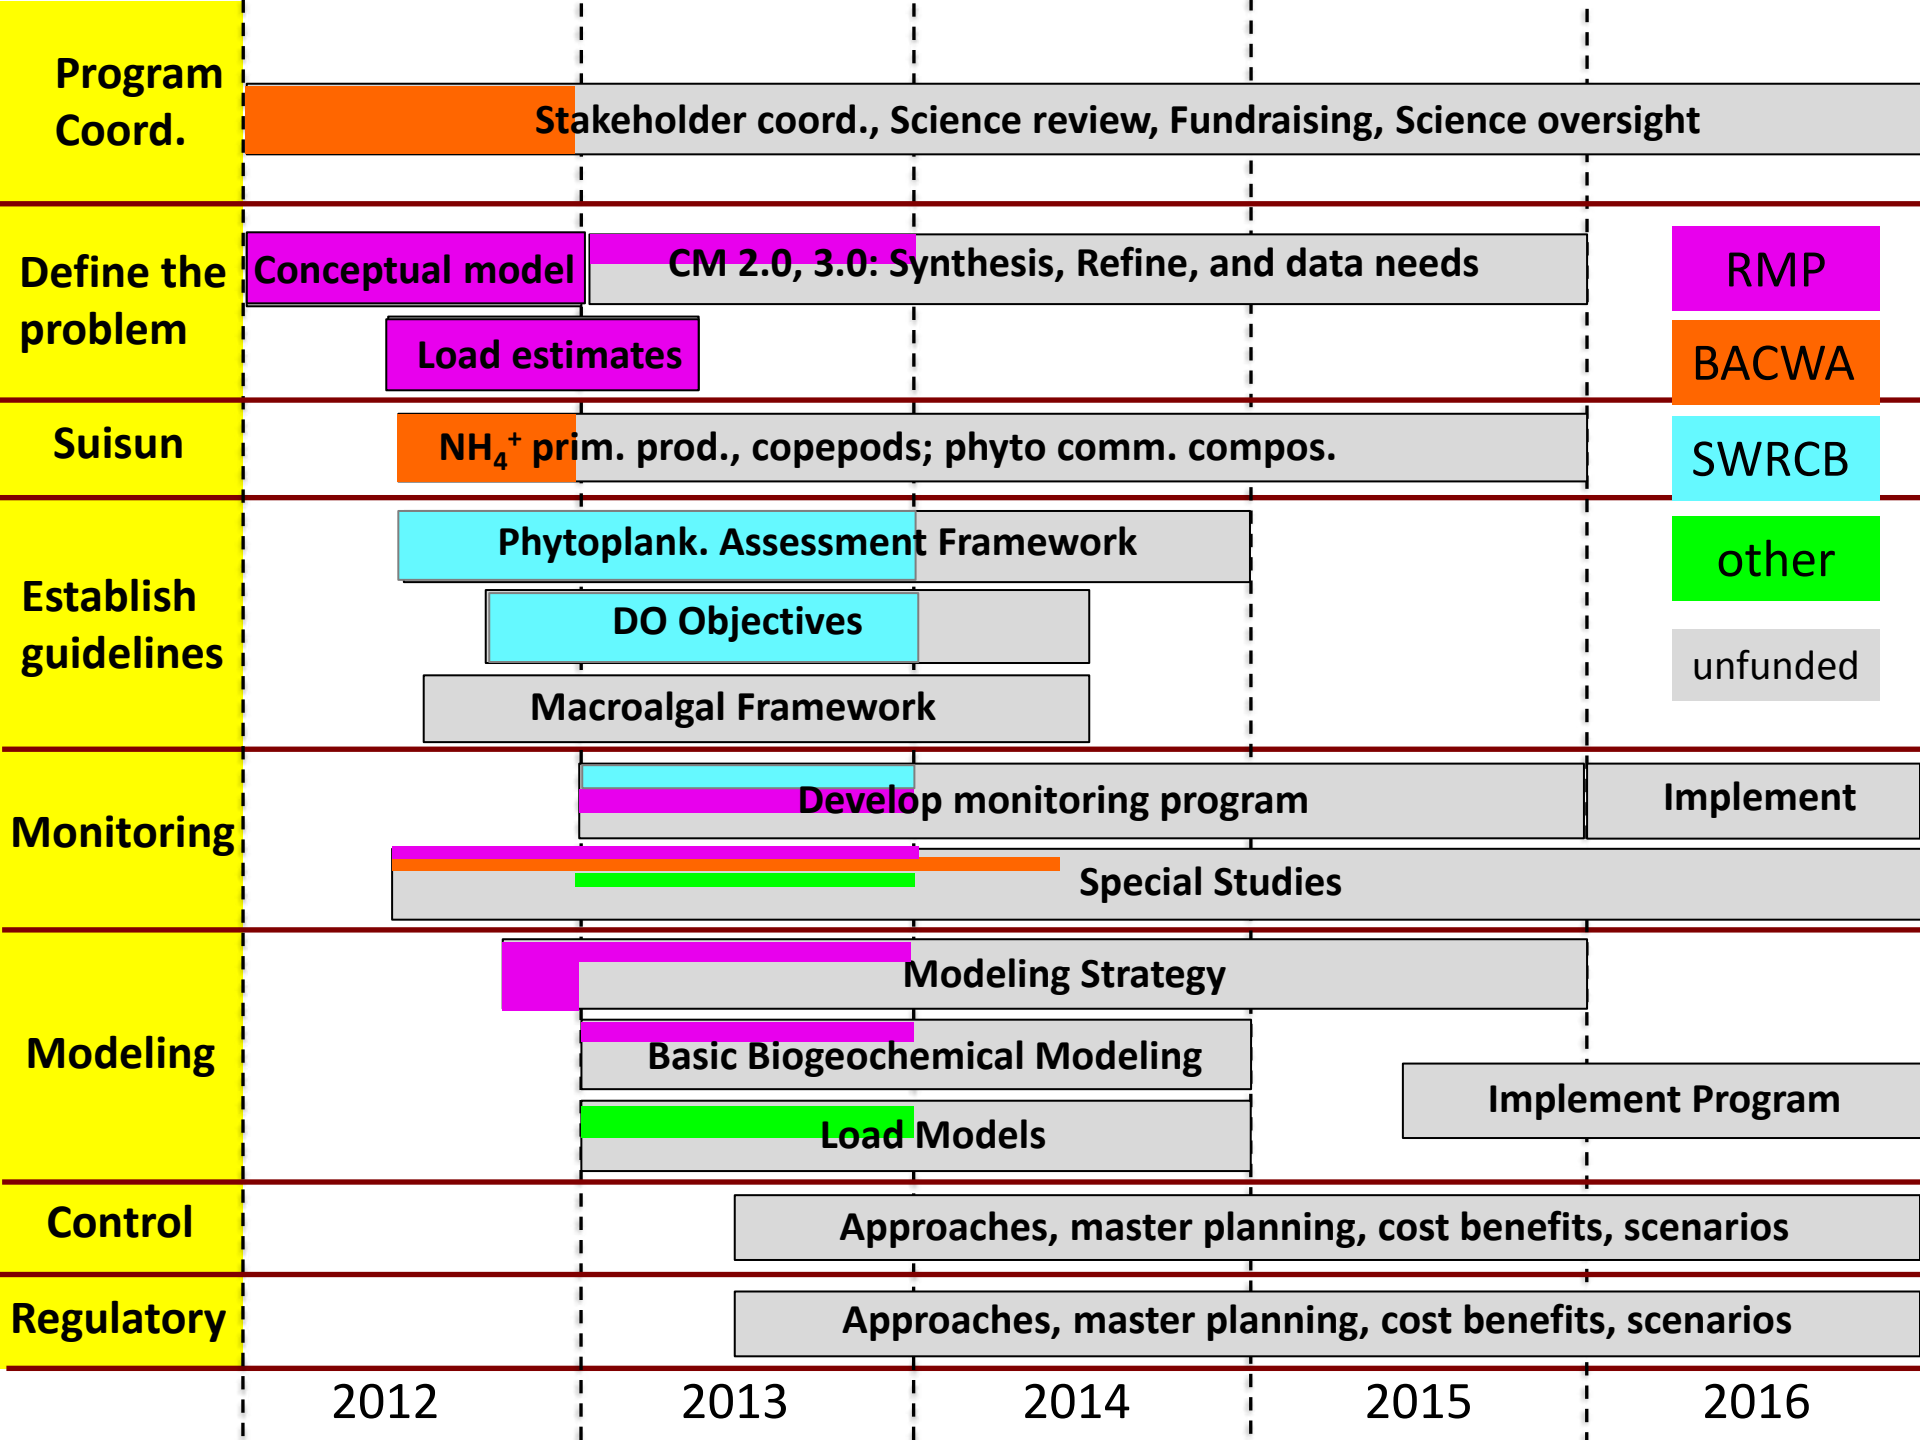 Program
Coord.
Stakeholder coord., Science review, Fundraising, Science oversight
Define the
problem
Conceptual model
CM 2.0, 3.0: Synthesis, Refine, and data needs
Load estimates
RMP
BACWA
SWRCB
other
unfunded
Suisun
NH₄⁺ prim. prod., copepods; phyto comm. compos.
Establish
guidelines
Phytoplank. Assessment Framework
DO Objectives
Macroalgal Framework
Monitoring
Develop monitoring program
Implement
Special Studies
Modeling
Modeling Strategy
Basic Biogeochemical Modeling
Implement Program
Load Models
Control
Approaches, master planning, cost benefits, scenarios
Regulatory
Approaches, master planning, cost benefits, scenarios
2012 2013 2014 2015 2016